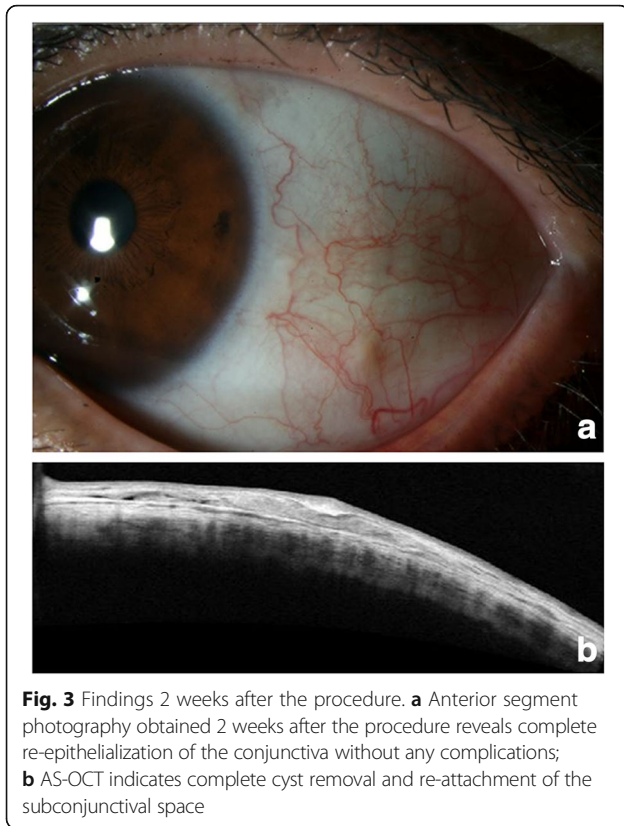 a
b
Fig. 3 Findings 2 weeks after the procedure. a Anterior segment
photography obtained 2 weeks after the procedure reveals complete
re-epithelialization of the conjunctiva without any complications;
b AS-OCT indicates complete cyst removal and re-attachment of the
subconjunctival space